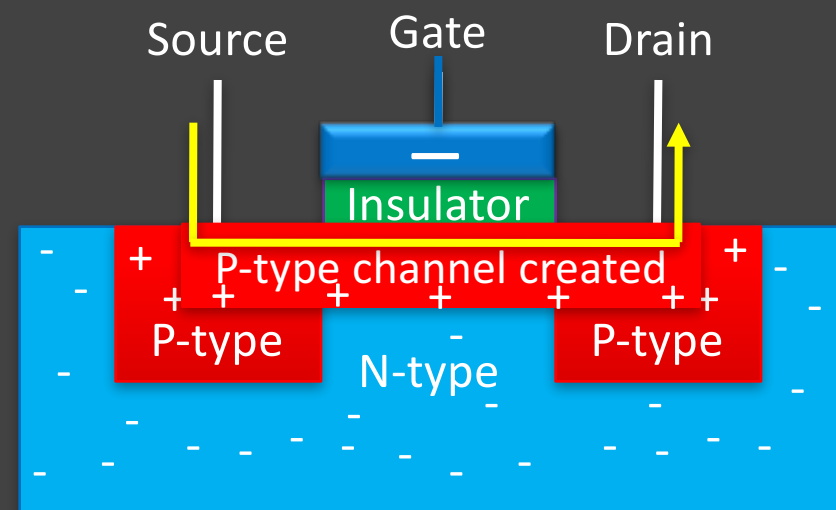 Source
Gate
Drain
Insulator
P-type channel created
P-type
N-type
P-type